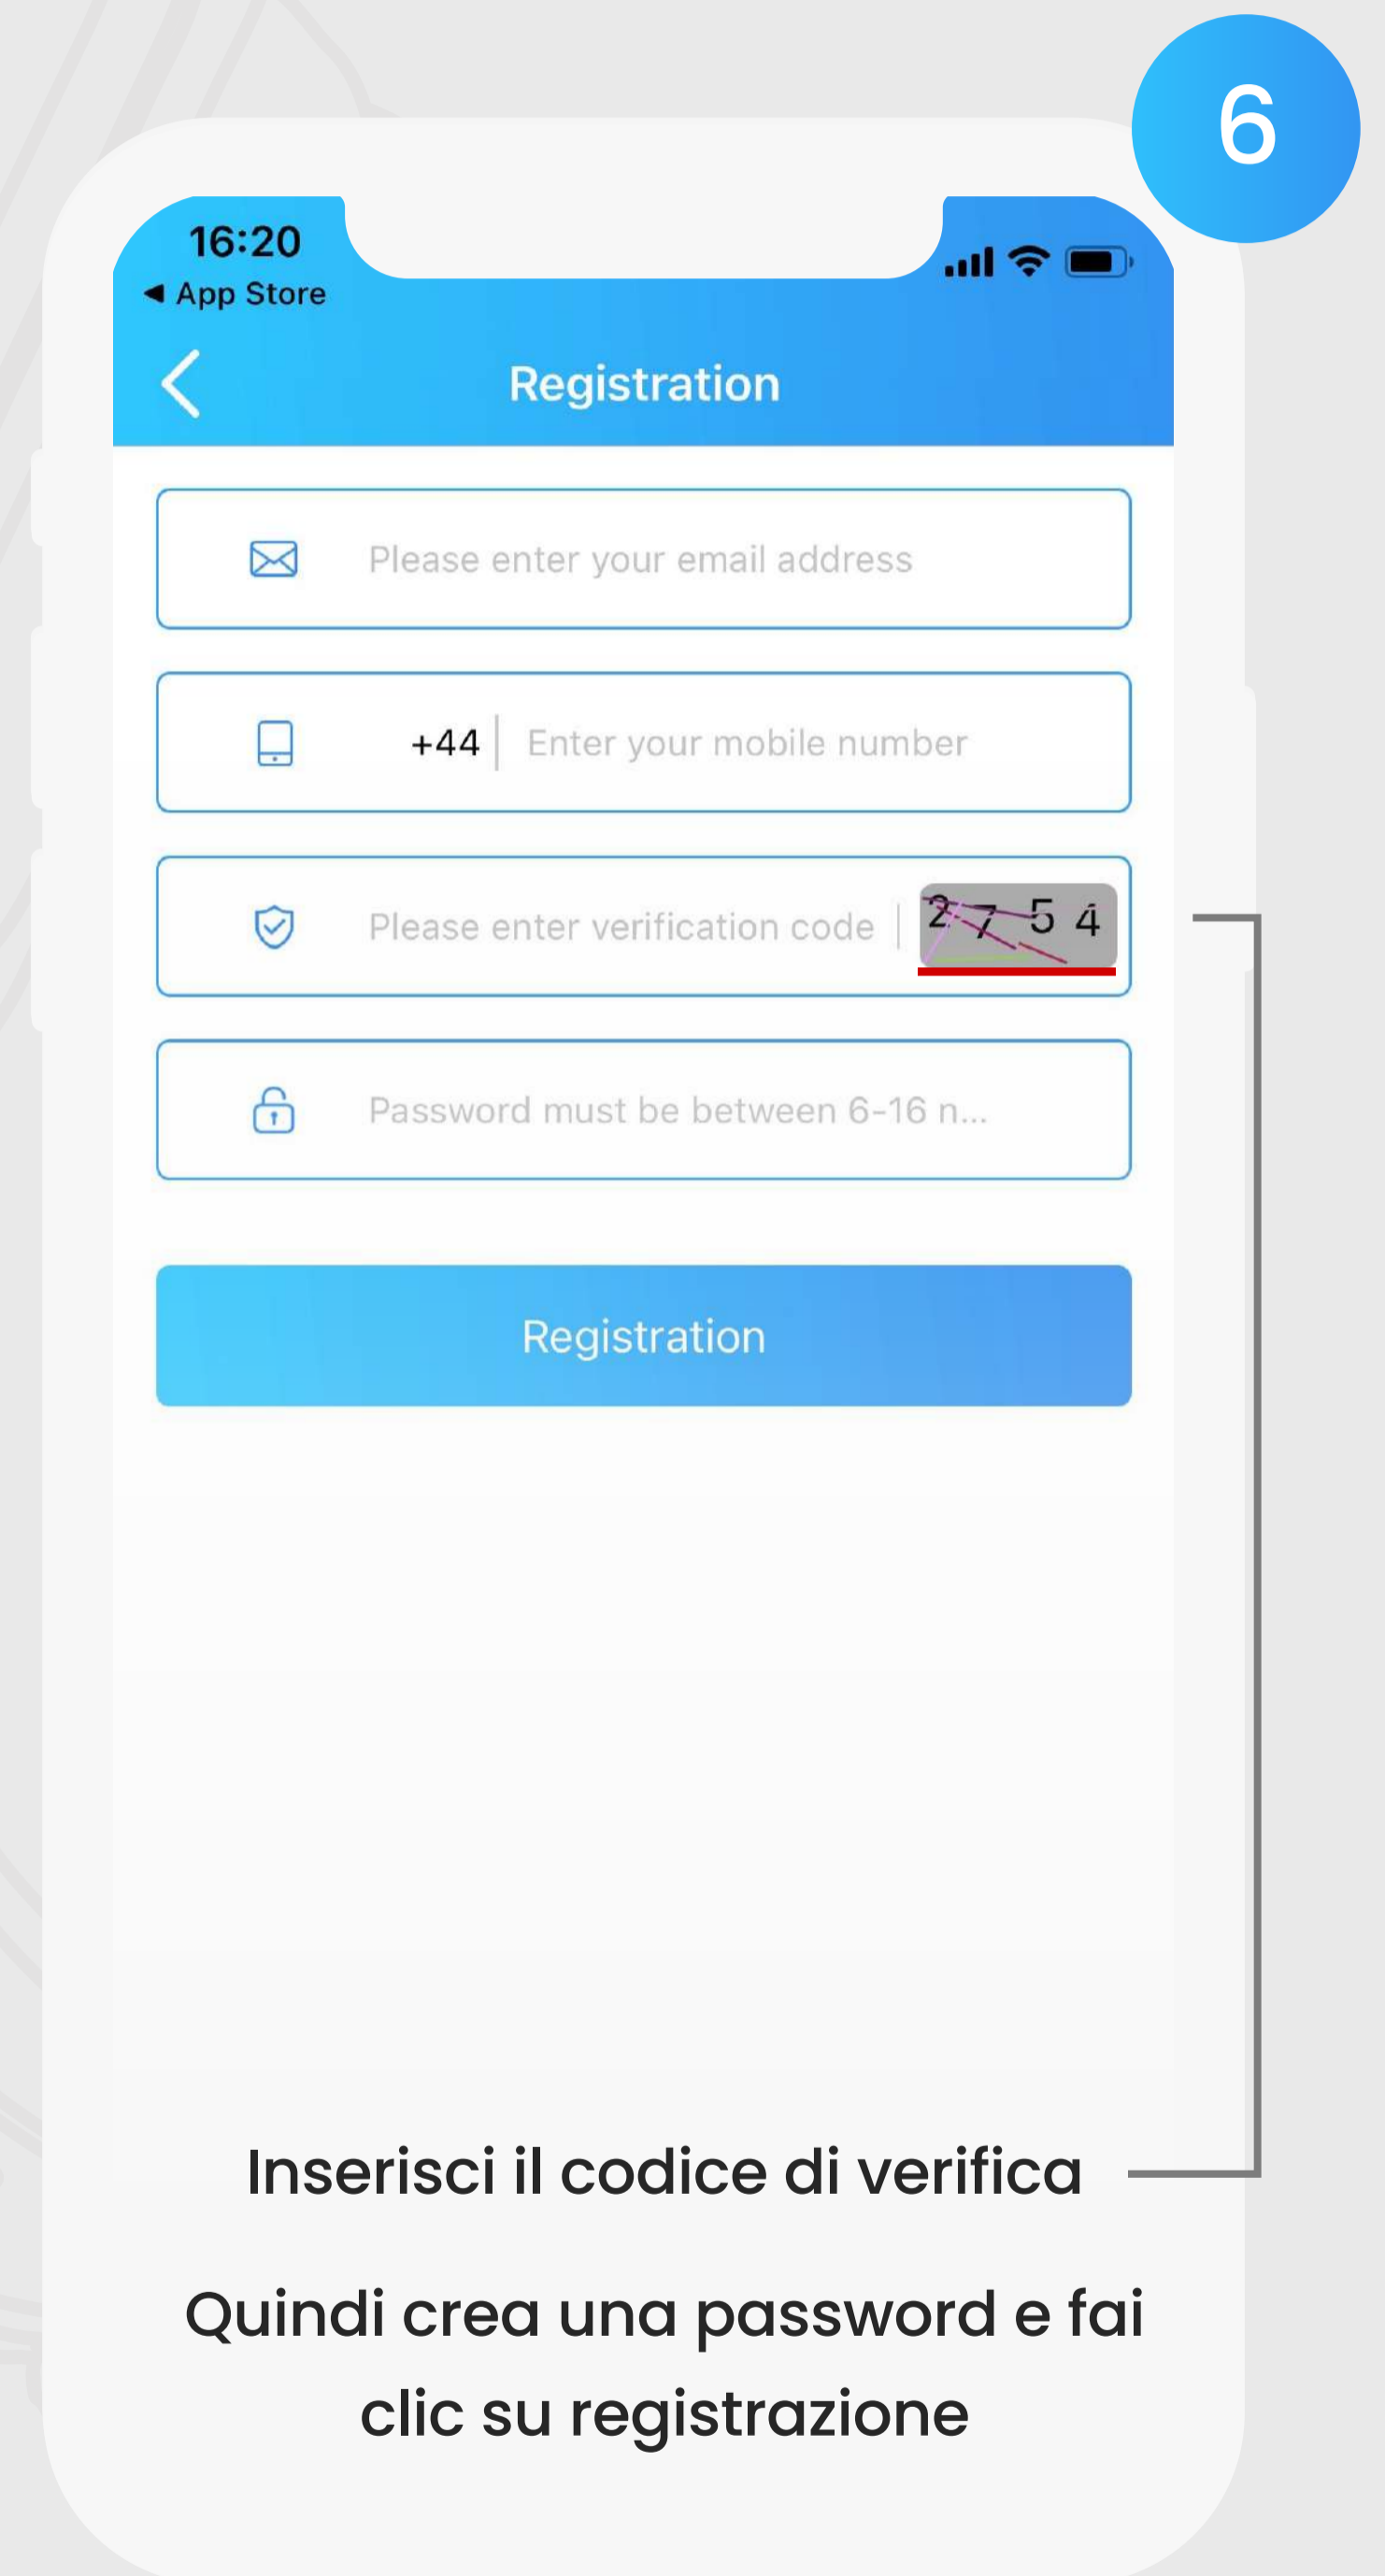 6
16:20
◀ App Store
Registration
Please enter your email address
+44 Enter your mobile number
Please enter verification code 2 7 5 4
Password must be between 6-16 n...
Registration
Inserisci il codice di verifica
Quindi crea una password e fai
clic su registrazione